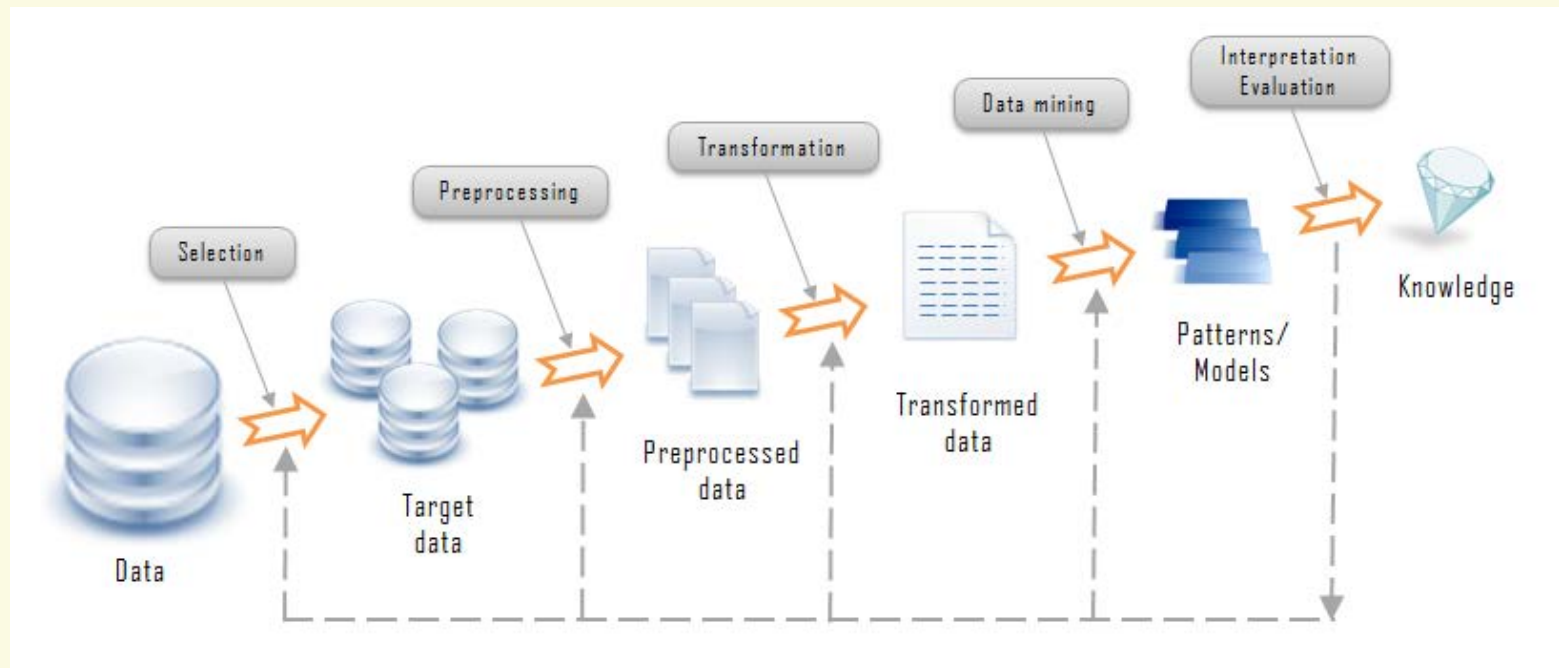 Interpretation
Evaluation
Data mining
Transformation
Preprocessing
Selection
Knowledge
Patterns/
Models
Transformed
data
Preprocessed
data
Target
data
Data